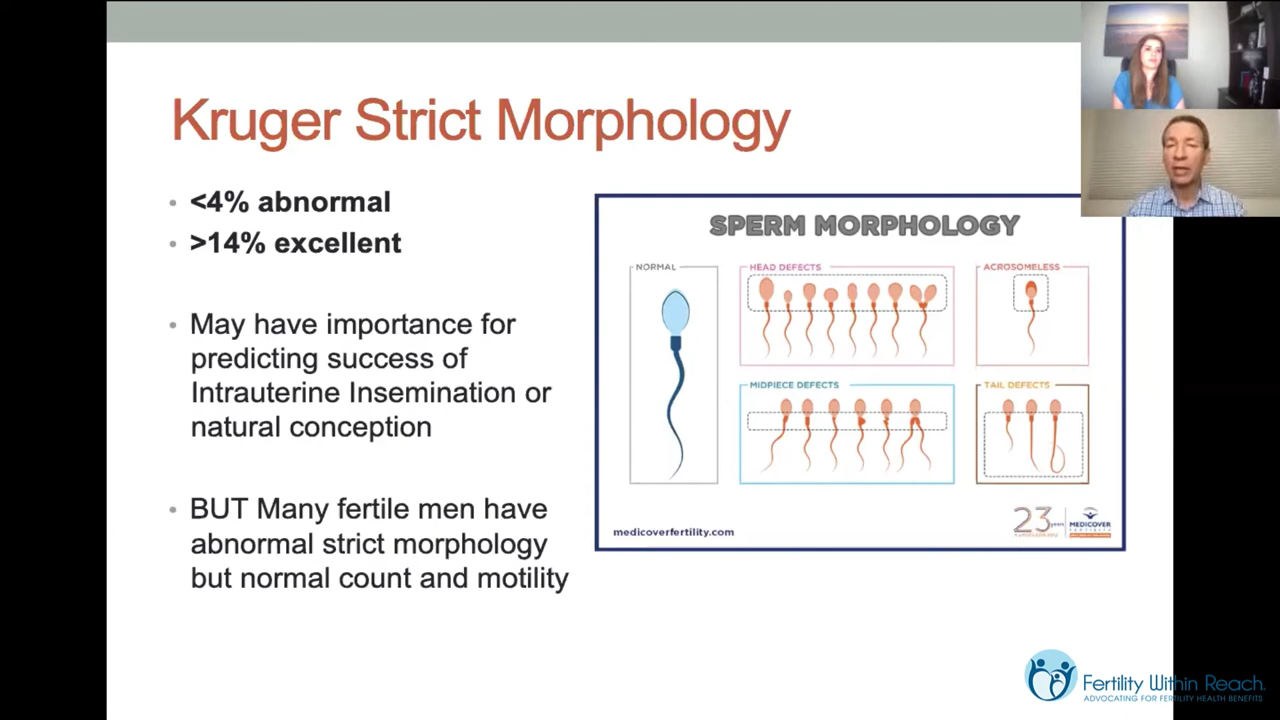 Kruger Strict Morphology
<4% abnormal
>14% excellent
May have importance for
predicting success of
Intrauterine Insemination or
natural conception
BUT Many fertile men have
abnormal strict morphology
but normal count and motility
SPERM MORPHOLOGY
NORMAL
HEAD DEFECTS
ACROSOMELESS
MIDPIECE DEFECTS
TAIL DEFECTS
medicoverfertility.com
23 years
MEDICOVER
FERTILITY
Fertility Within Reach.
ADVOCATING FOR FERTILITY HEALTH BENEFITS